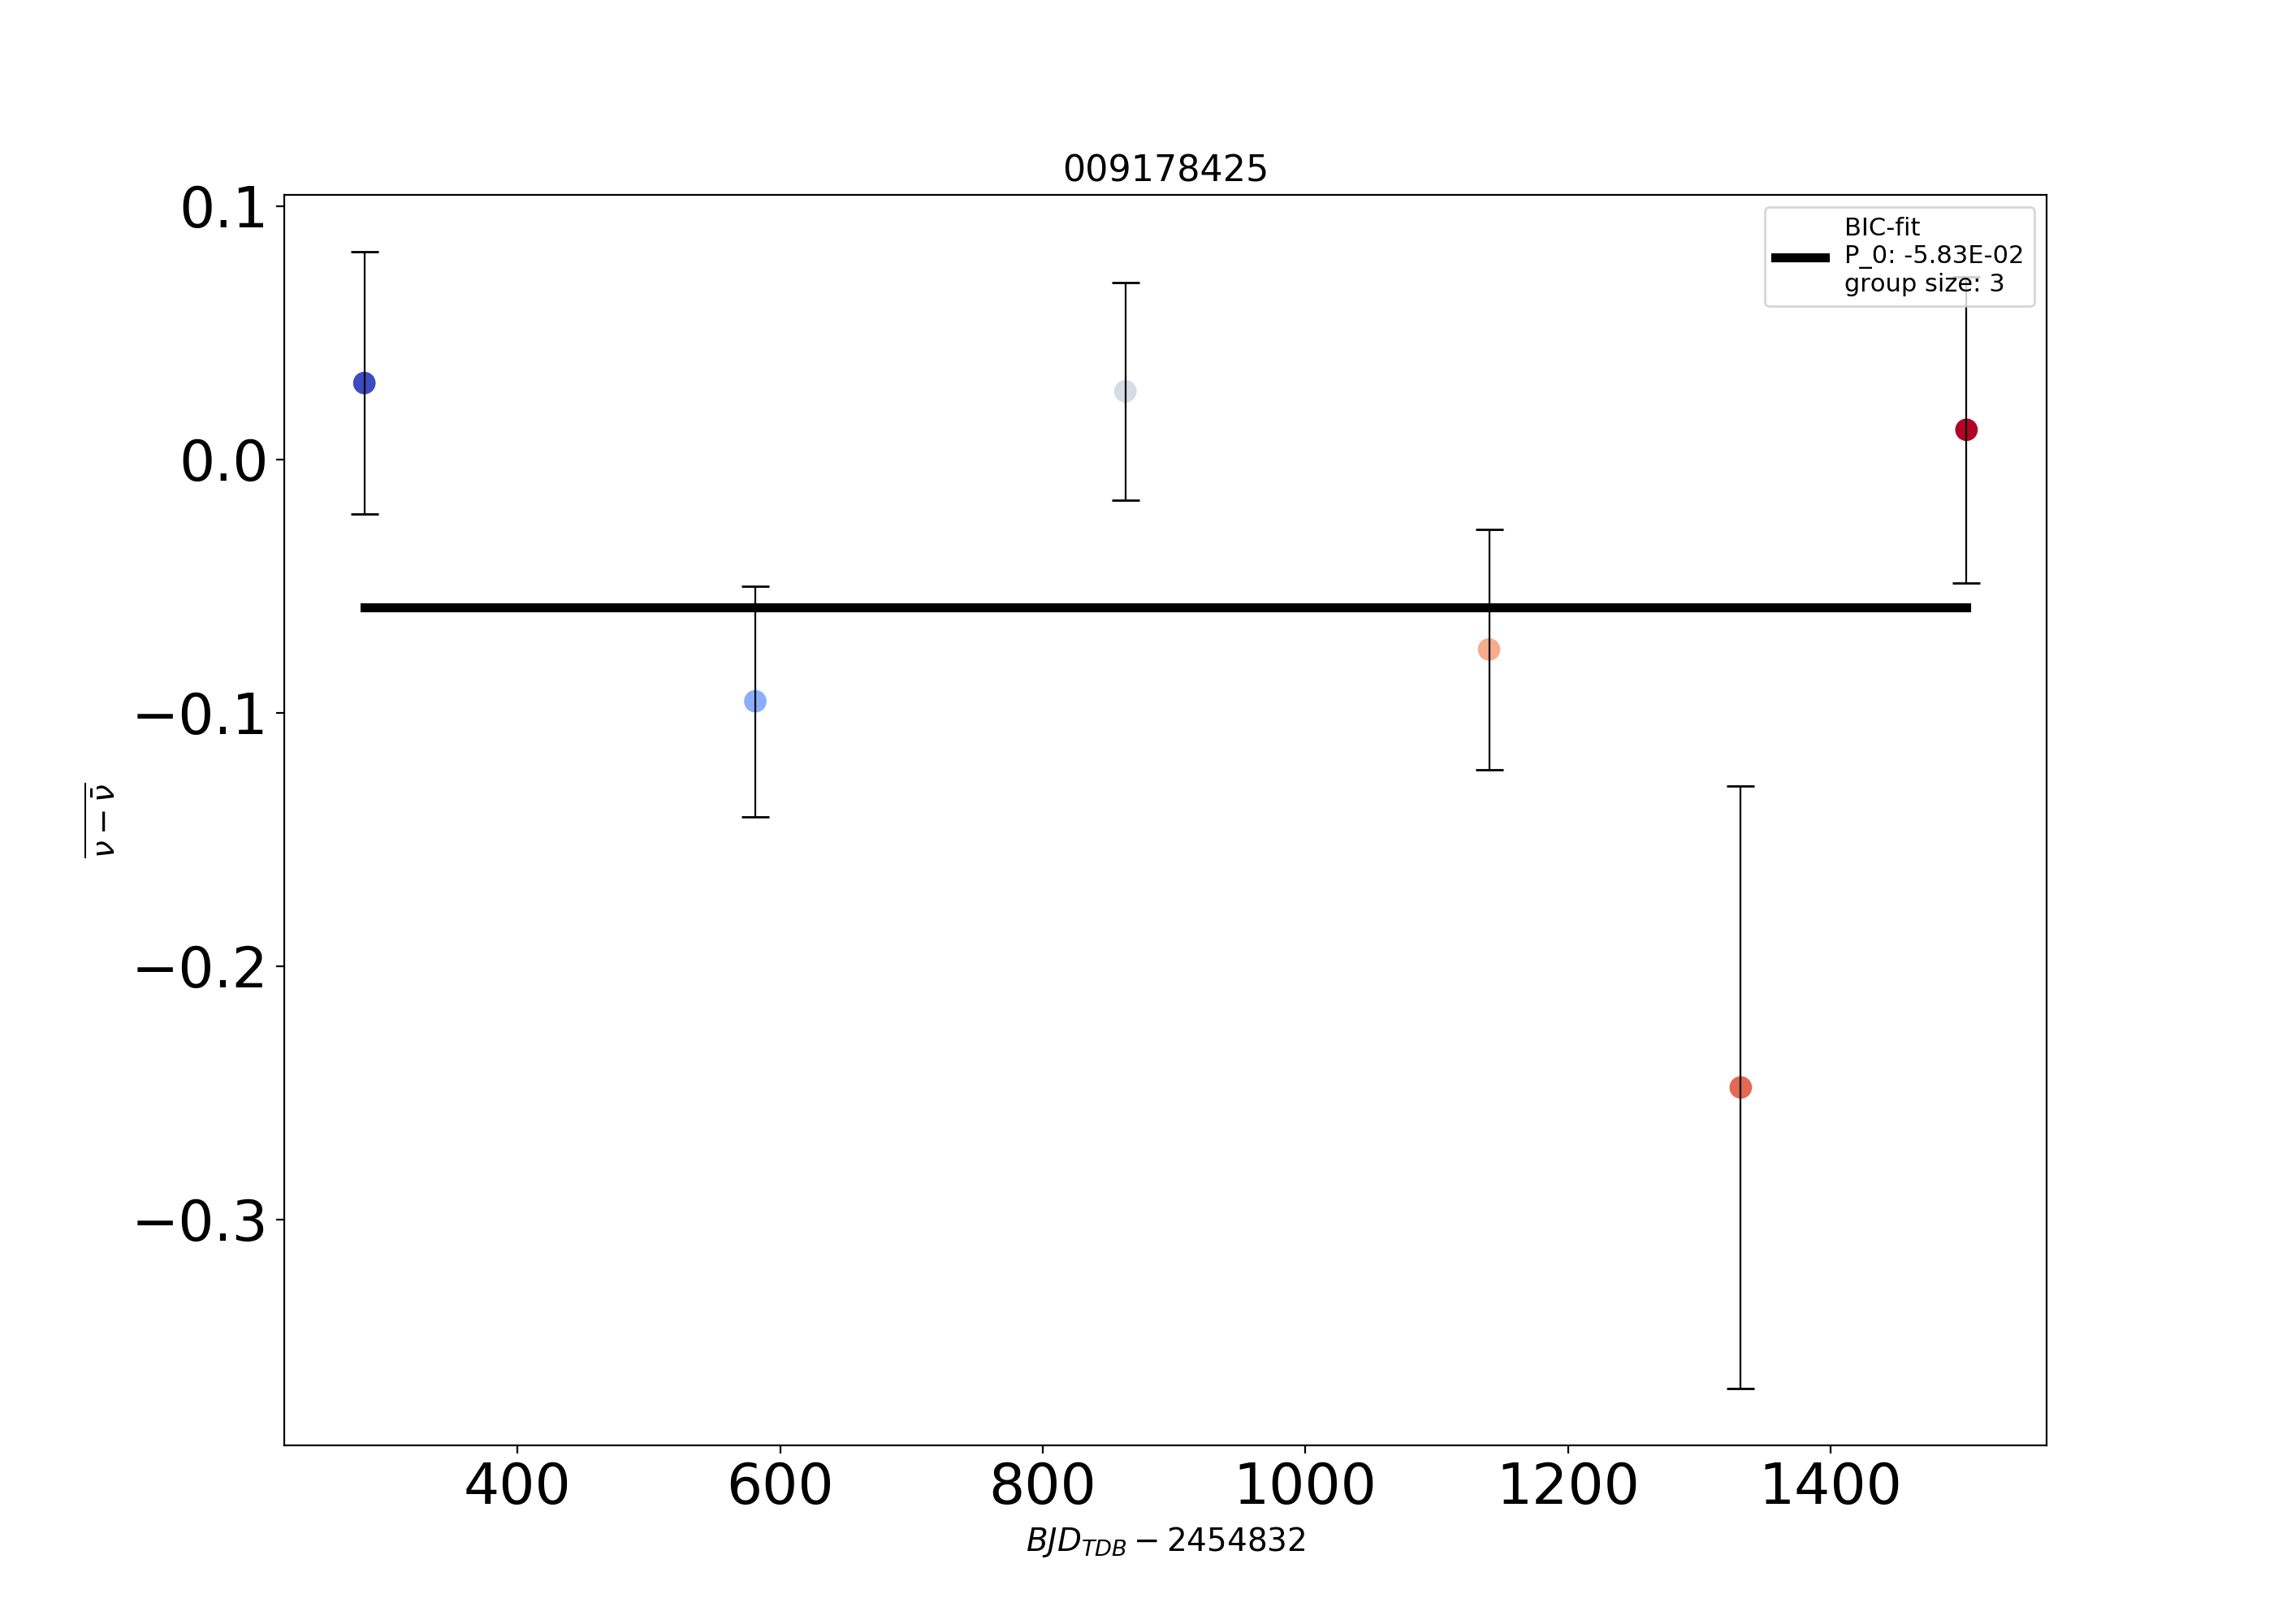 009178425
BIC-fit
P_0: -5.83E-02
group size: 3
0.1
0.0
−0.1
−0.2
−0.3
ν − ν̄
400 600 800 1000 1200 1400
BJD_TDB − 2454832